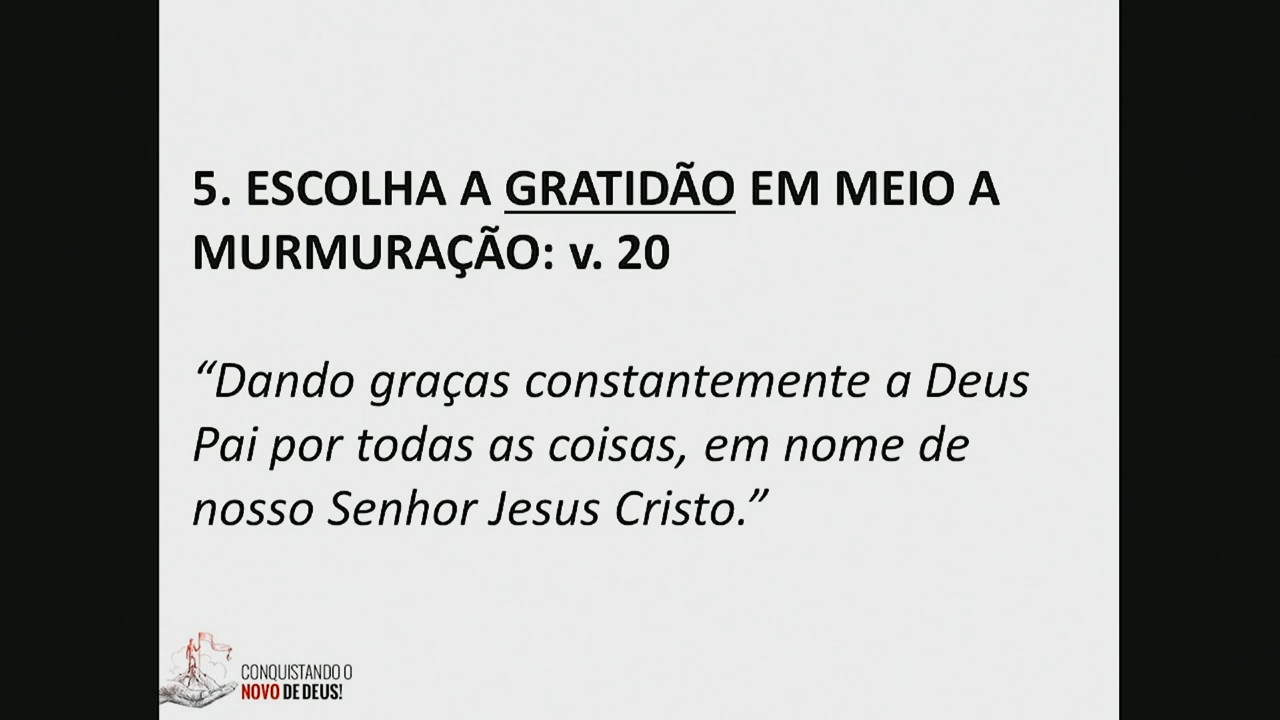 5. ESCOLHA A GRATIDÃO EM MEIO A
MURMURAÇÃO: v. 20
“Dando graças constantemente a Deus
Pai por todas as coisas, em nome de
nosso Senhor Jesus Cristo.”
CONQUISTANDO O
NOVO DE DEUS!